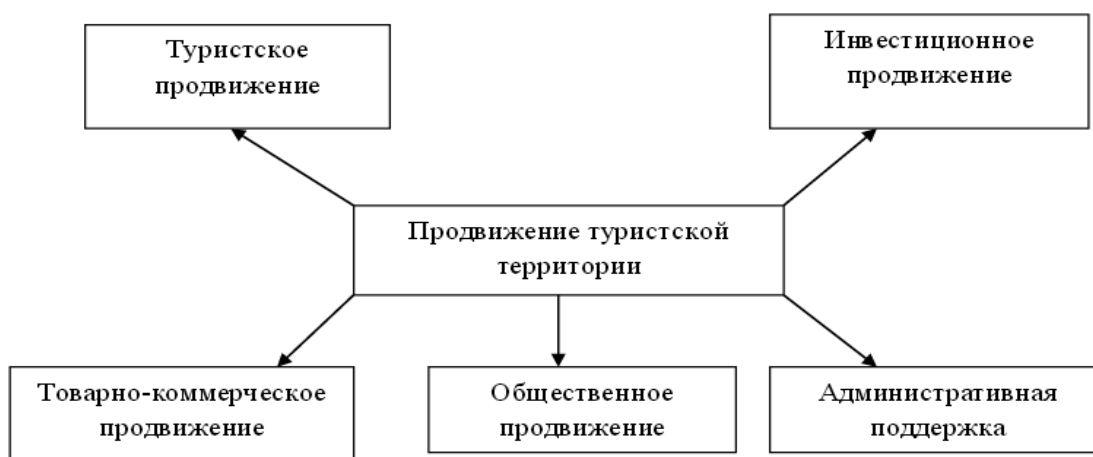 Туристское
продвижение
Инвестиционное
продвижение
Продвижение туристской
территории
Товарно-коммерческое
продвижение
Общественное
продвижение
Административная
поддержка